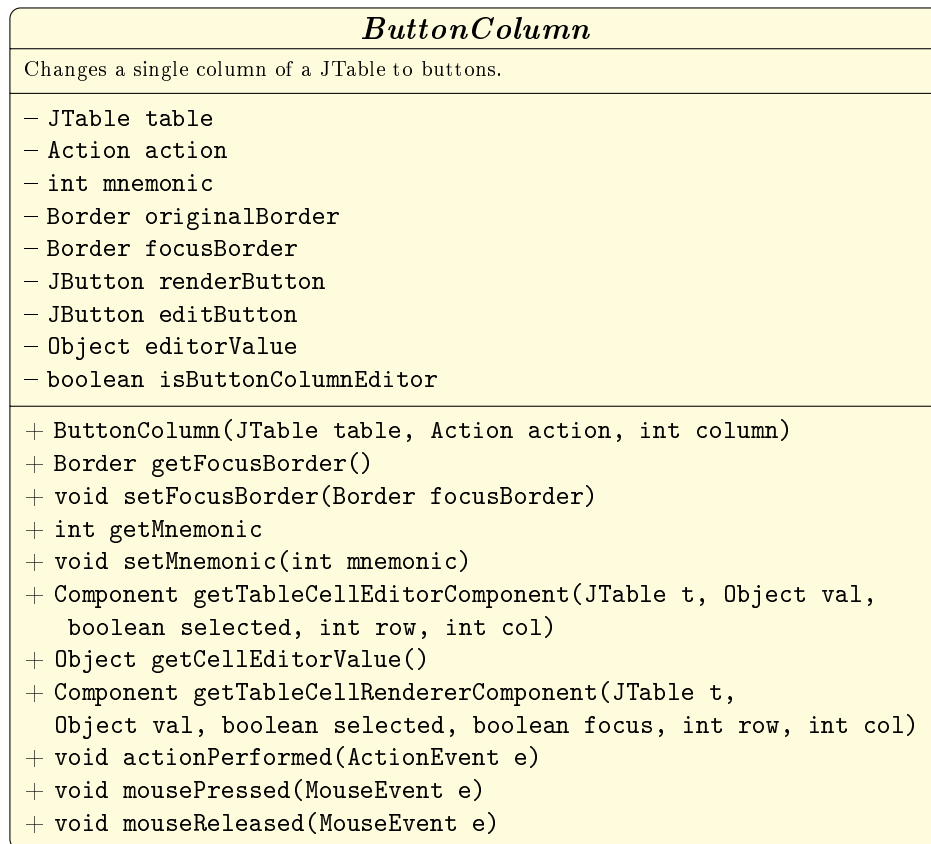 ButtonColumn
Changes a single column of a JTable to buttons.
– JTable table
– Action action
– int mnemonic
– Border originalBorder
– Border focusBorder
– JButton renderButton
– JButton editButton
– Object editorValue
– boolean isButtonColumnEditor
+ ButtonColumn(JTable table, Action action, int column)
+ Border getFocusBorder()
+ void setFocusBorder(Border focusBorder)
+ int getMnemonic
+ void setMnemonic(int mnemonic)
+ Component getTableCellEditorComponent(JTable t, Object val,
boolean selected, int row, int col)
+ Object getCellEditorValue()
+ Component getTableCellRendererComponent(JTable t,
Object val, boolean selected, boolean focus, int row, int col)
+ void actionPerformed(ActionEvent e)
+ void mousePressed(MouseEvent e)
+ void mouseReleased(MouseEvent e)